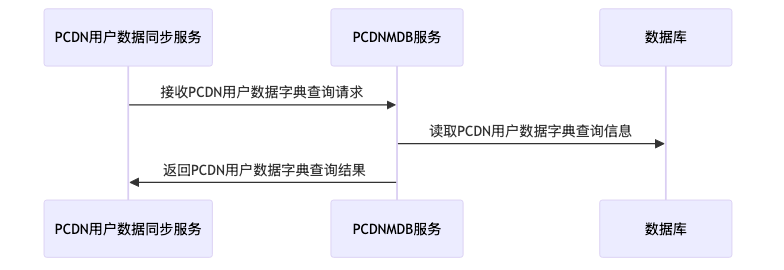 PCDN用户数据同步服务
PCDNMDB服务
数据库
接收PCDN用户数据字典查询请求
读取PCDN用户数据字典查询信息
返回PCDN用户数据字典查询结果
PCDN用户数据同步服务
PCDNMDB服务
数据库